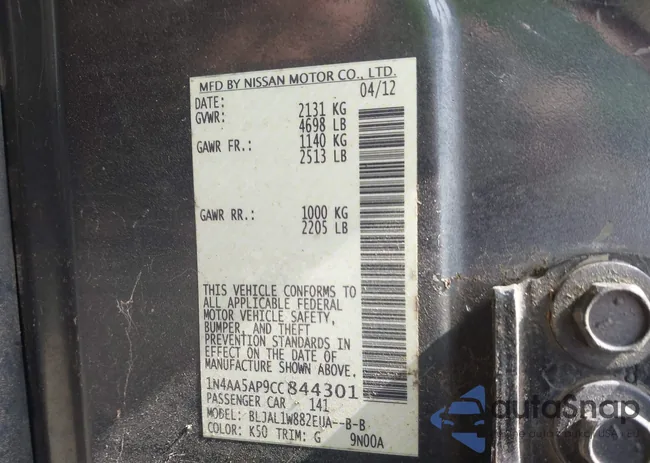 MFD BY NISSAN MOTOR CO., LTD.
DATE: 04/12
GVWR: 2131 KG
4698 LB
GAWR FR.: 1140 KG
2513 LB
GAWR RR.: 1000 KG
2205 LB
THIS VEHICLE CONFORMS TO
ALL APPLICABLE FEDERAL
MOTOR VEHICLE SAFETY,
BUMPER, AND THEFT
PREVENTION STANDARDS IN
EFFECT ON THE DATE OF
MANUFACTURE SHOWN ABOVE.
1N4AA5AP9CC844301
PASSENGER CAR 141
MODEL: BLJAL1W882EUA--B-B
COLOR: K50 TRIM: G 9N00A
autoSnap